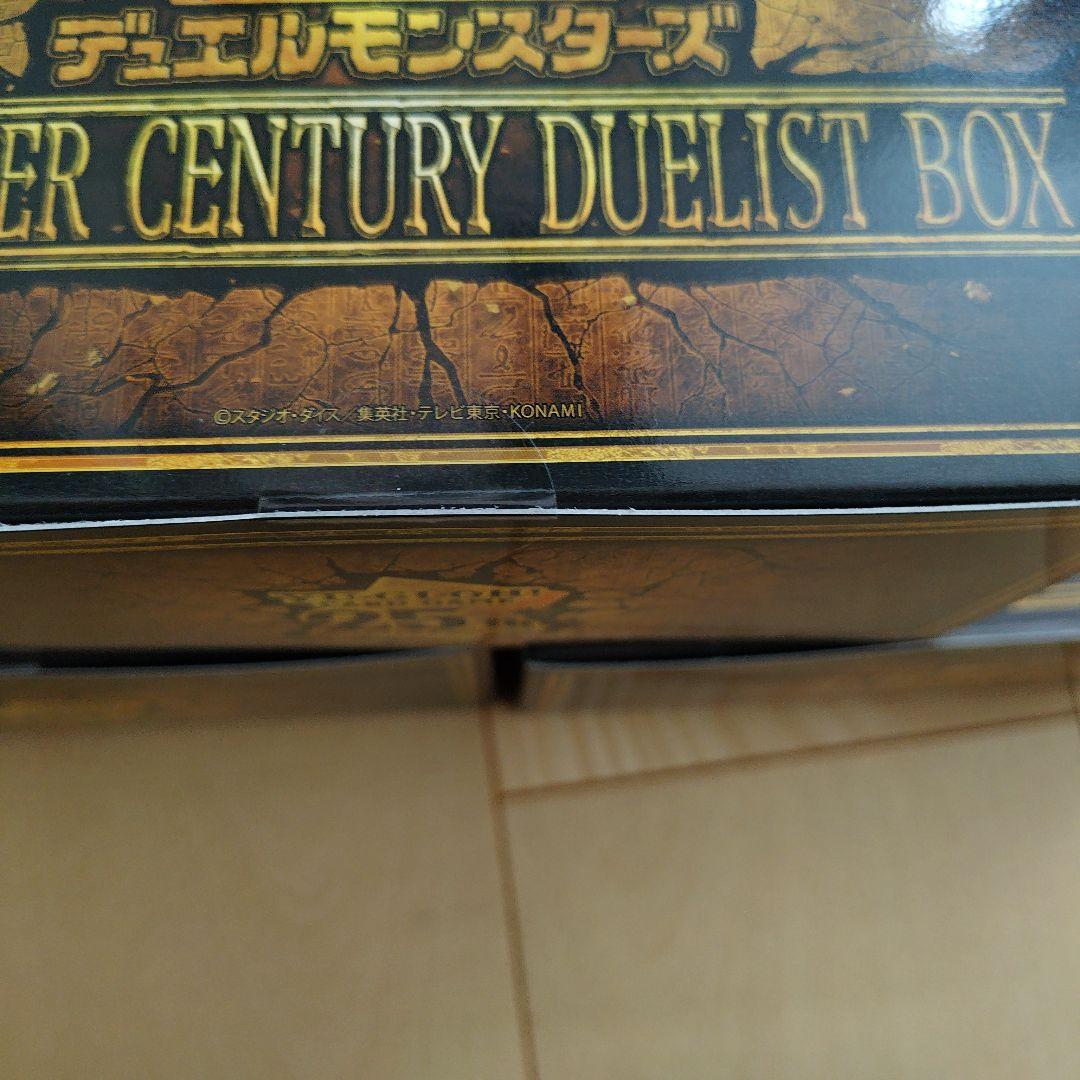 デュエルモンスターズ
ER CENTURY DUELIST BOX
©スタジオ・ダイス／集英社・テレビ東京・KONAMI